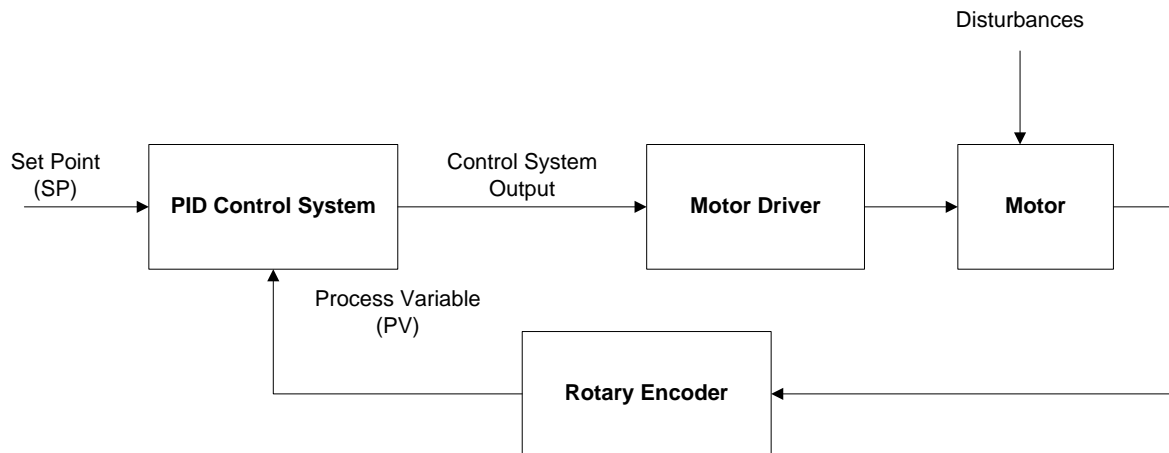 Disturbances
Set Point
(SP)
PID Control System
Control System
Output
Motor Driver
Motor
Process Variable
(PV)
Rotary Encoder